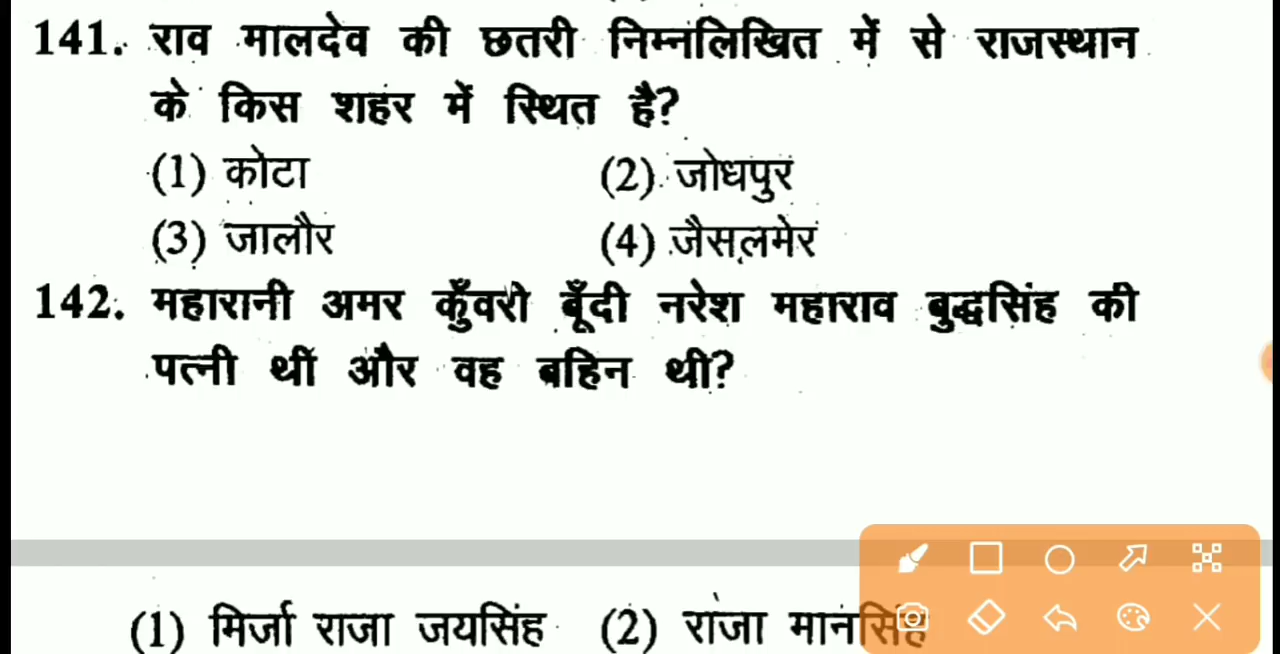 141. राव मालदेव की छतरी निम्नलिखित में से राजस्थान
के किस शहर में स्थित है?
(1) कोटा (2) जोधपुर
(3) जालौर (4) जैसलमेर
142. महारानी अमर कुँवरी बूँदी नरेश महाराव बुद्धसिंह की
पत्नी थीं और वह बहिन थी?
(1) मिर्जा राजा जयसिंह (2) राजा मानसिंह